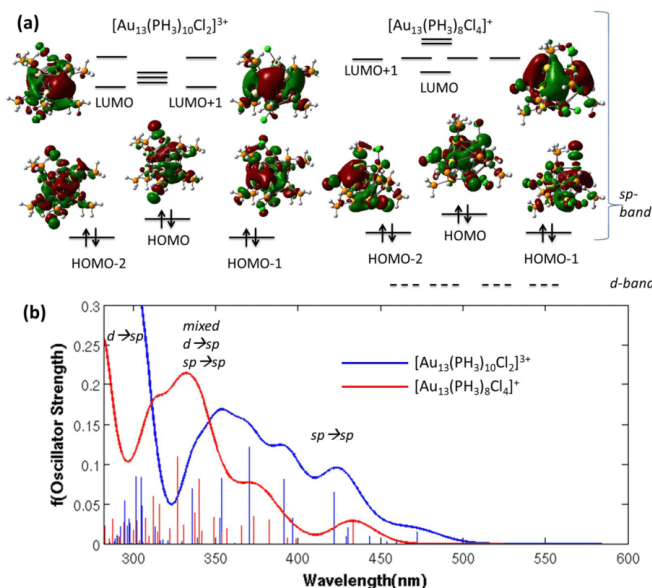 (a)
[Au13(PH3)10Cl2]3+
[Au13(PH3)8Cl4]+
LUMO
LUMO+1
LUMO+1
LUMO
HOMO-2
HOMO
HOMO-1
HOMO-2
HOMO
HOMO-1
sp-
band
d-band
(b)
f(Oscillator Strength)
0.3
0.25
0.2
0.15
0.1
0.05
0
d→sp
mixed
d→sp
sp→sp
sp→sp
[Au13(PH3)10Cl2]3+
[Au13(PH3)8Cl4]+
300 350 400 450 500 550 600
Wavelength(nm)